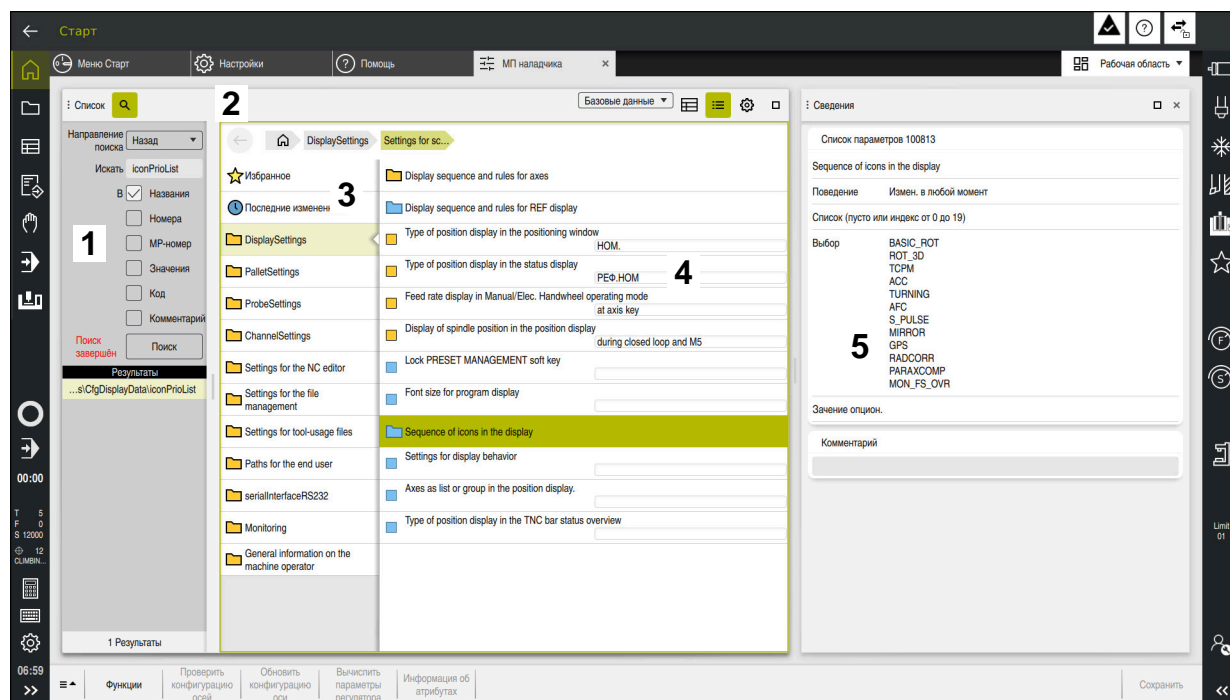 Старт
Меню Старт
Настройки
Помощь
МП наладчика
Рабочая область
Список
2
Базовые данные
Направление поиска
Назад
Искать
iconPrioList
В
Названия
Номера
1
MP-номер
Значения
Код
Комментарий
Поиск завершён
Поиск
Результаты
...s\CfgDisplayData\iconPrioList
1 Результаты
DisplaySettings
Settings for sc...
Избранное
3
Последние изменен
DisplaySettings
PalletSettings
ProbeSettings
ChannelSettings
Settings for the NC editor
Settings for the file
management
Settings for tool-usage files
Paths for the end user
serialInterfaceRS232
Monitoring
General information on the
machine operator
Display sequence and rules for axes
Display sequence and rules for REF display
Type of position display in the positioning window
НОМ.
Type of position display in the status display
4
РЕФ.НОМ
Feed rate display in Manual/Elec. Handwheel operating mode
at axis key
Display of spindle position in the position display
during closed loop and M5
Lock PRESET MANAGEMENT soft key
Font size for program display
Sequence of icons in the display
Settings for display behavior
Axes as list or group in the position display.
Type of position display in the TNC bar status overview
Сведения
Список параметров 100813
Sequence of icons in the display
Поведение
Измен. в любой момент
Список (пусто или индекс от 0 до 19)
Выбор
BASIC_ROT
ROT_3D
TCPM
ACC
TURNING
AFC
S_PULSE
MIRROR
5
GPS
RADCORR
PARAXCOMP
MON_FS_OVR
Зачение опцион.
Комментарий
00:00
T 5
F 0
S 12000
12
CLIMBIN...
06:59
F
S
Limit
01
Функции
Проверить
конфигурацию
осей
Обновить
конфигурацию
оси
Вычислить
параметры
регулятора
Информация об
атрибутах
Сохранить